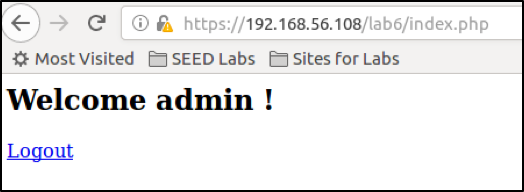 https://192.168.56.108/lab6/index.php
Most Visited SEED Labs Sites for Labs
Welcome admin !
Logout